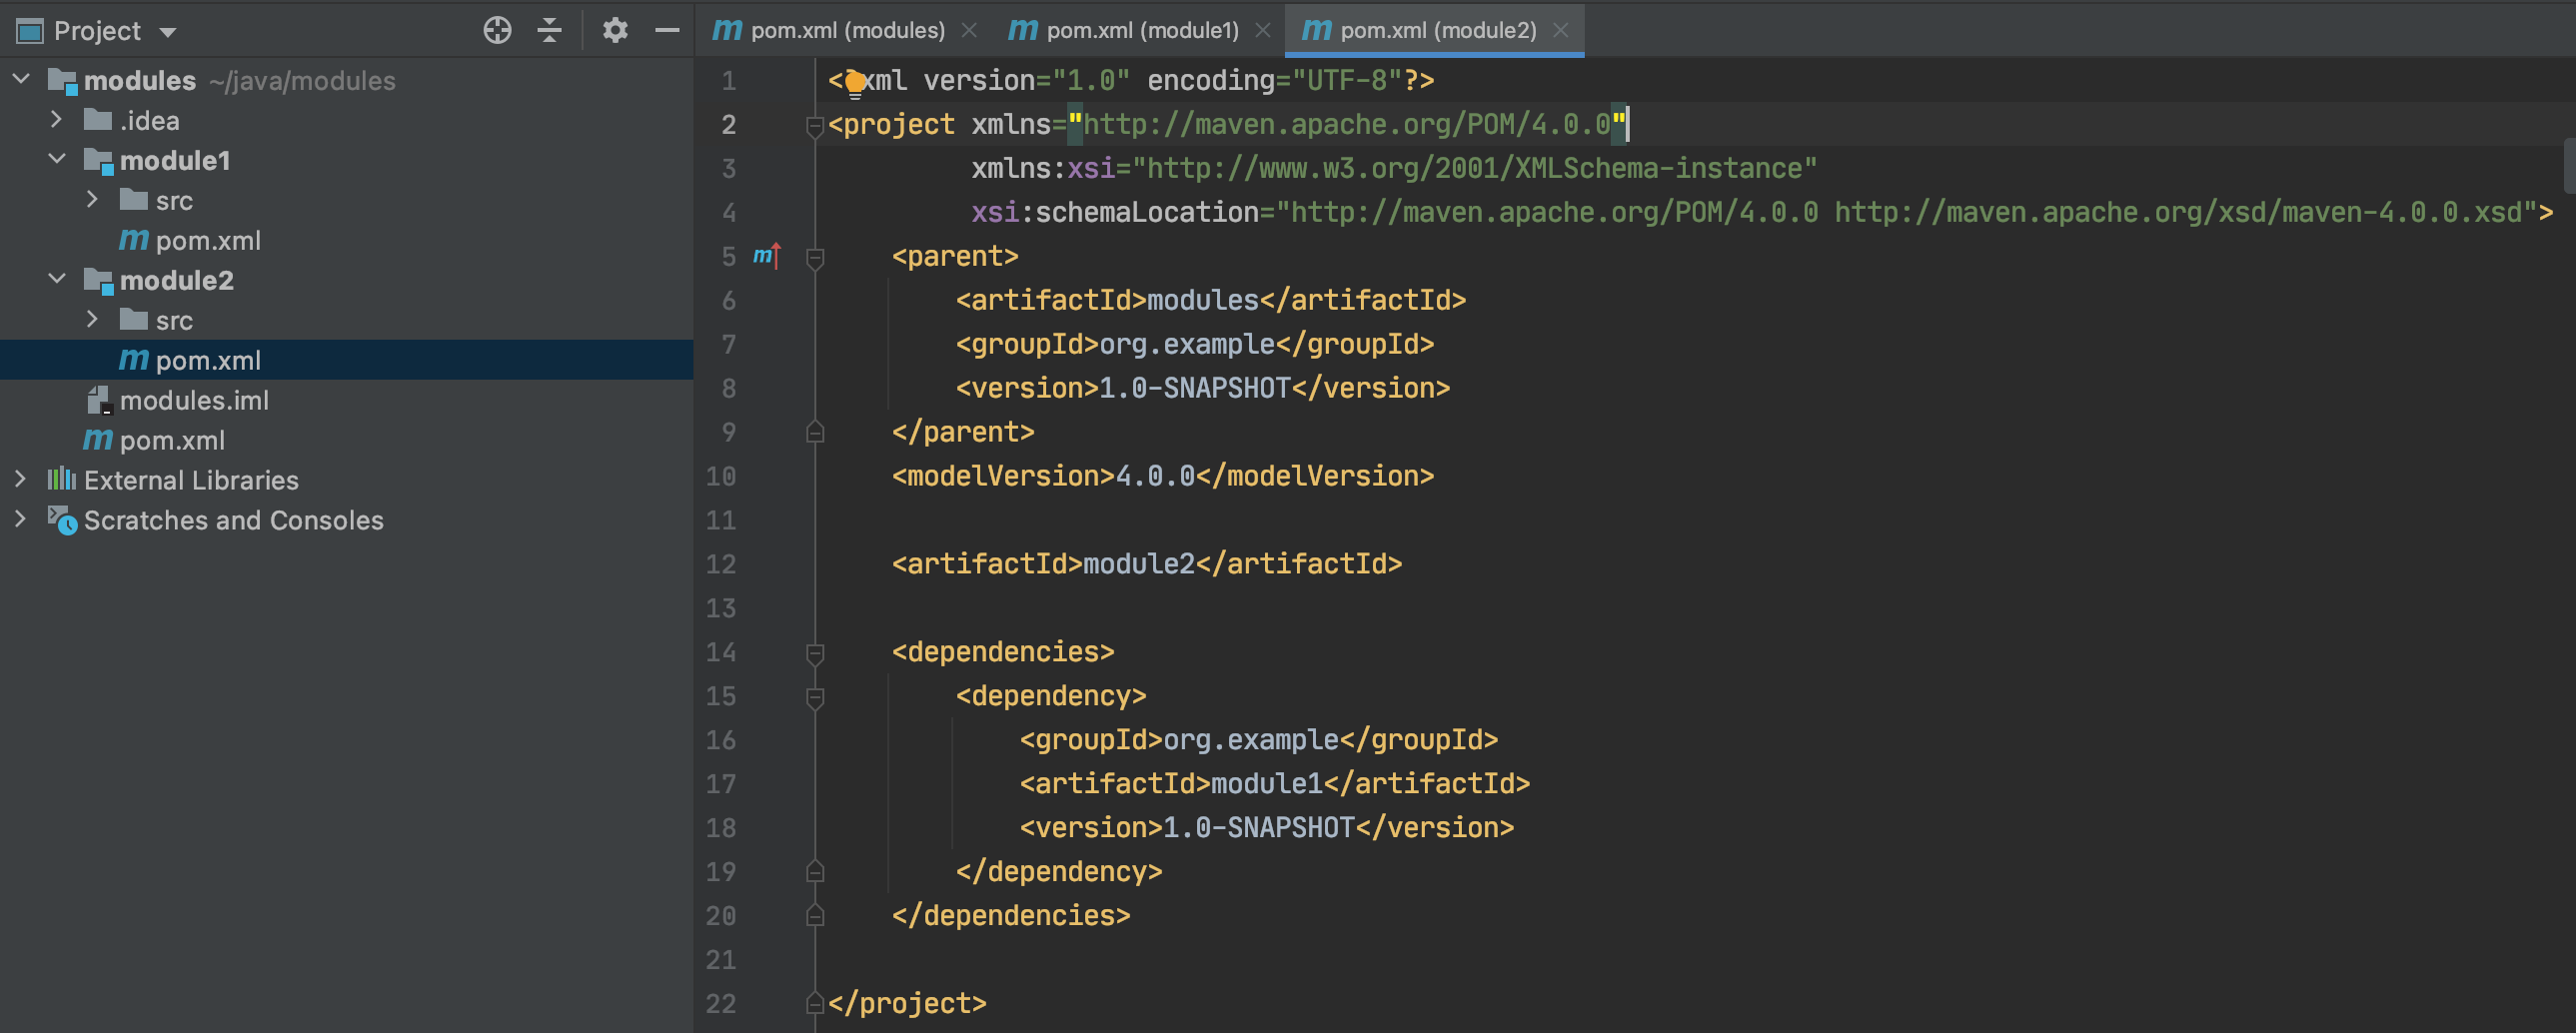 Project
modules ~/java/modules
.idea
module1
src
pom.xml
module2
src
pom.xml
modules.iml
pom.xml
External Libraries
Scratches and Consoles
pom.xml (modules)
pom.xml (module1)
pom.xml (module2)
1 <?xml version="1.0" encoding="UTF-8"?>
2 <project xmlns="http://maven.apache.org/POM/4.0.0"
3 xmlns:xsi="http://www.w3.org/2001/XMLSchema-instance"
4 xsi:schemaLocation="http://maven.apache.org/POM/4.0.0 http://maven.apache.org/xsd/maven-4.0.0.xsd">
5 <parent>
6 <artifactId>modules</artifactId>
7 <groupId>org.example</groupId>
8 <version>1.0-SNAPSHOT</version>
9 </parent>
10 <modelVersion>4.0.0</modelVersion>
11
12 <artifactId>module2</artifactId>
13
14 <dependencies>
15 <dependency>
16 <groupId>org.example</groupId>
17 <artifactId>module1</artifactId>
18 <version>1.0-SNAPSHOT</version>
19 </dependency>
20 </dependencies>
21
22 </project>